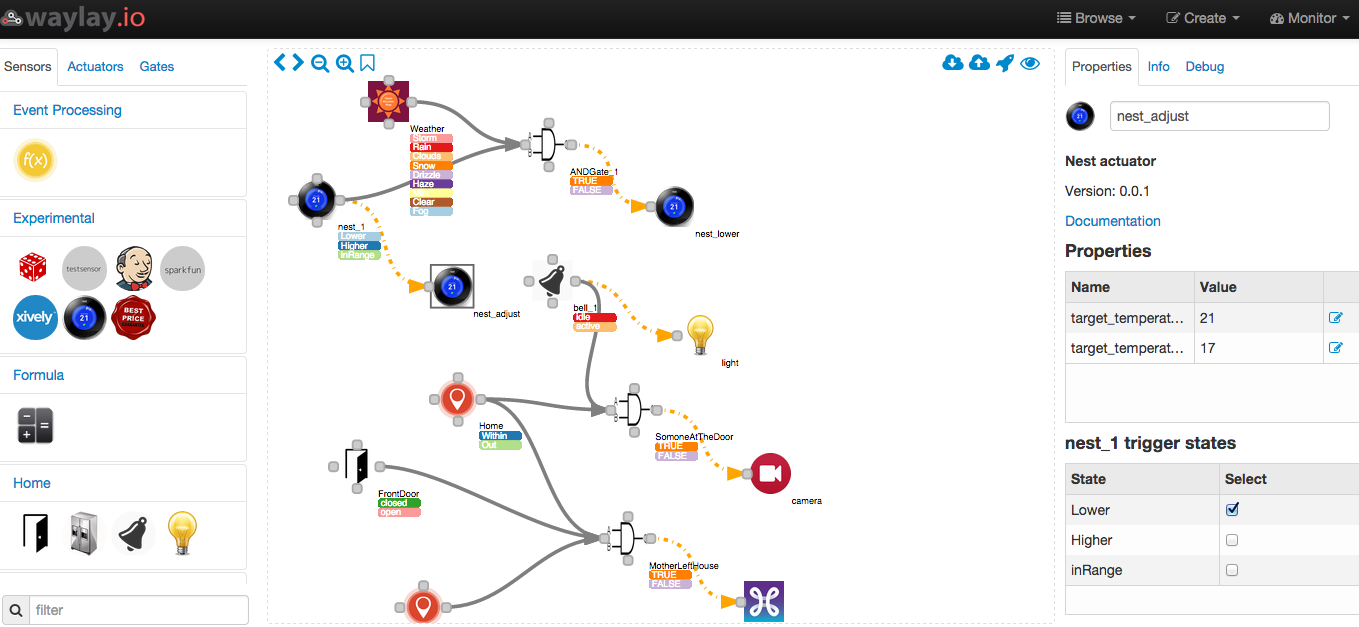 waylay.io
Browse Create Monitor
Sensors Actuators Gates
Event Processing
f(x)
Experimental
testsensor
sparkfun
xively
21
BEST
PRICE
Formula
Home
filter
Weather
Storm
Rain
Clouds
Snow
Drizzle
Haze
Clear
Fog
21
nest_1
Lower
Higher
inRange
ANDGate_1
TRUE
FALSE
21
nest_lower
21
nest_adjust
bell_1
idle
active
light
Home
Within
Out
SomoneAtTheDoor
TRUE
FALSE
camera
FrontDoor
closed
open
MotherLeftHouse
TRUE
FALSE
Properties Info Debug
21
nest_adjust
Nest actuator
Version: 0.0.1
Documentation
Properties
Name Value
target_temperat... 21
target_temperat... 17
nest_1 trigger states
State Select
Lower
Higher
inRange